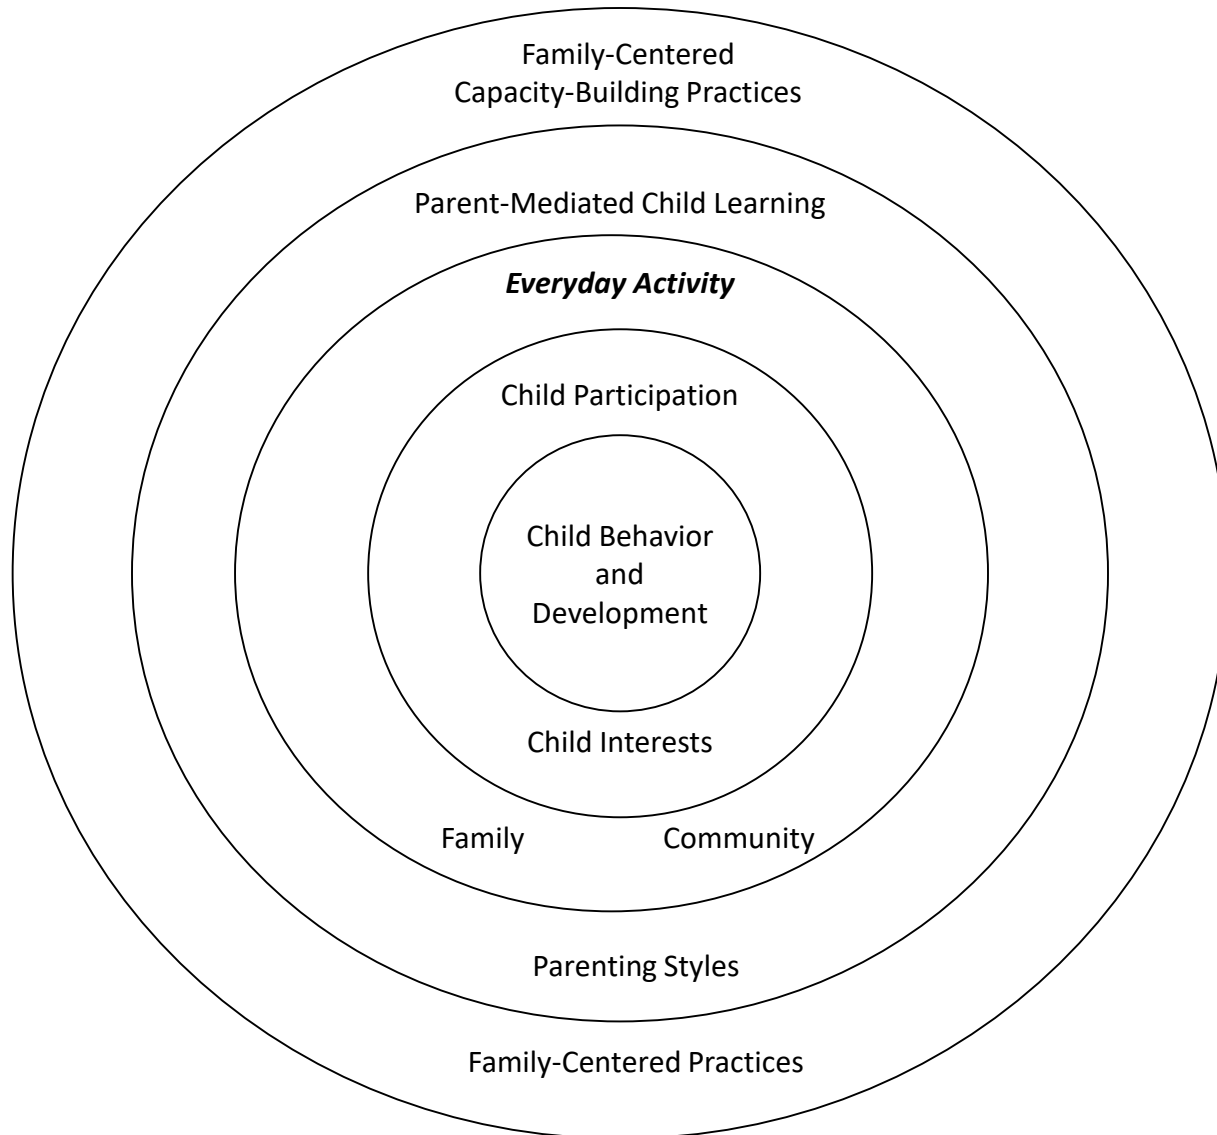 Family-Centered
Capacity-Building Practices
Parent-Mediated Child Learning
Everyday Activity
Child Participation
Child Behavior
and
Development
Child Interests
Family
Community
Parenting Styles
Family-Centered Practices